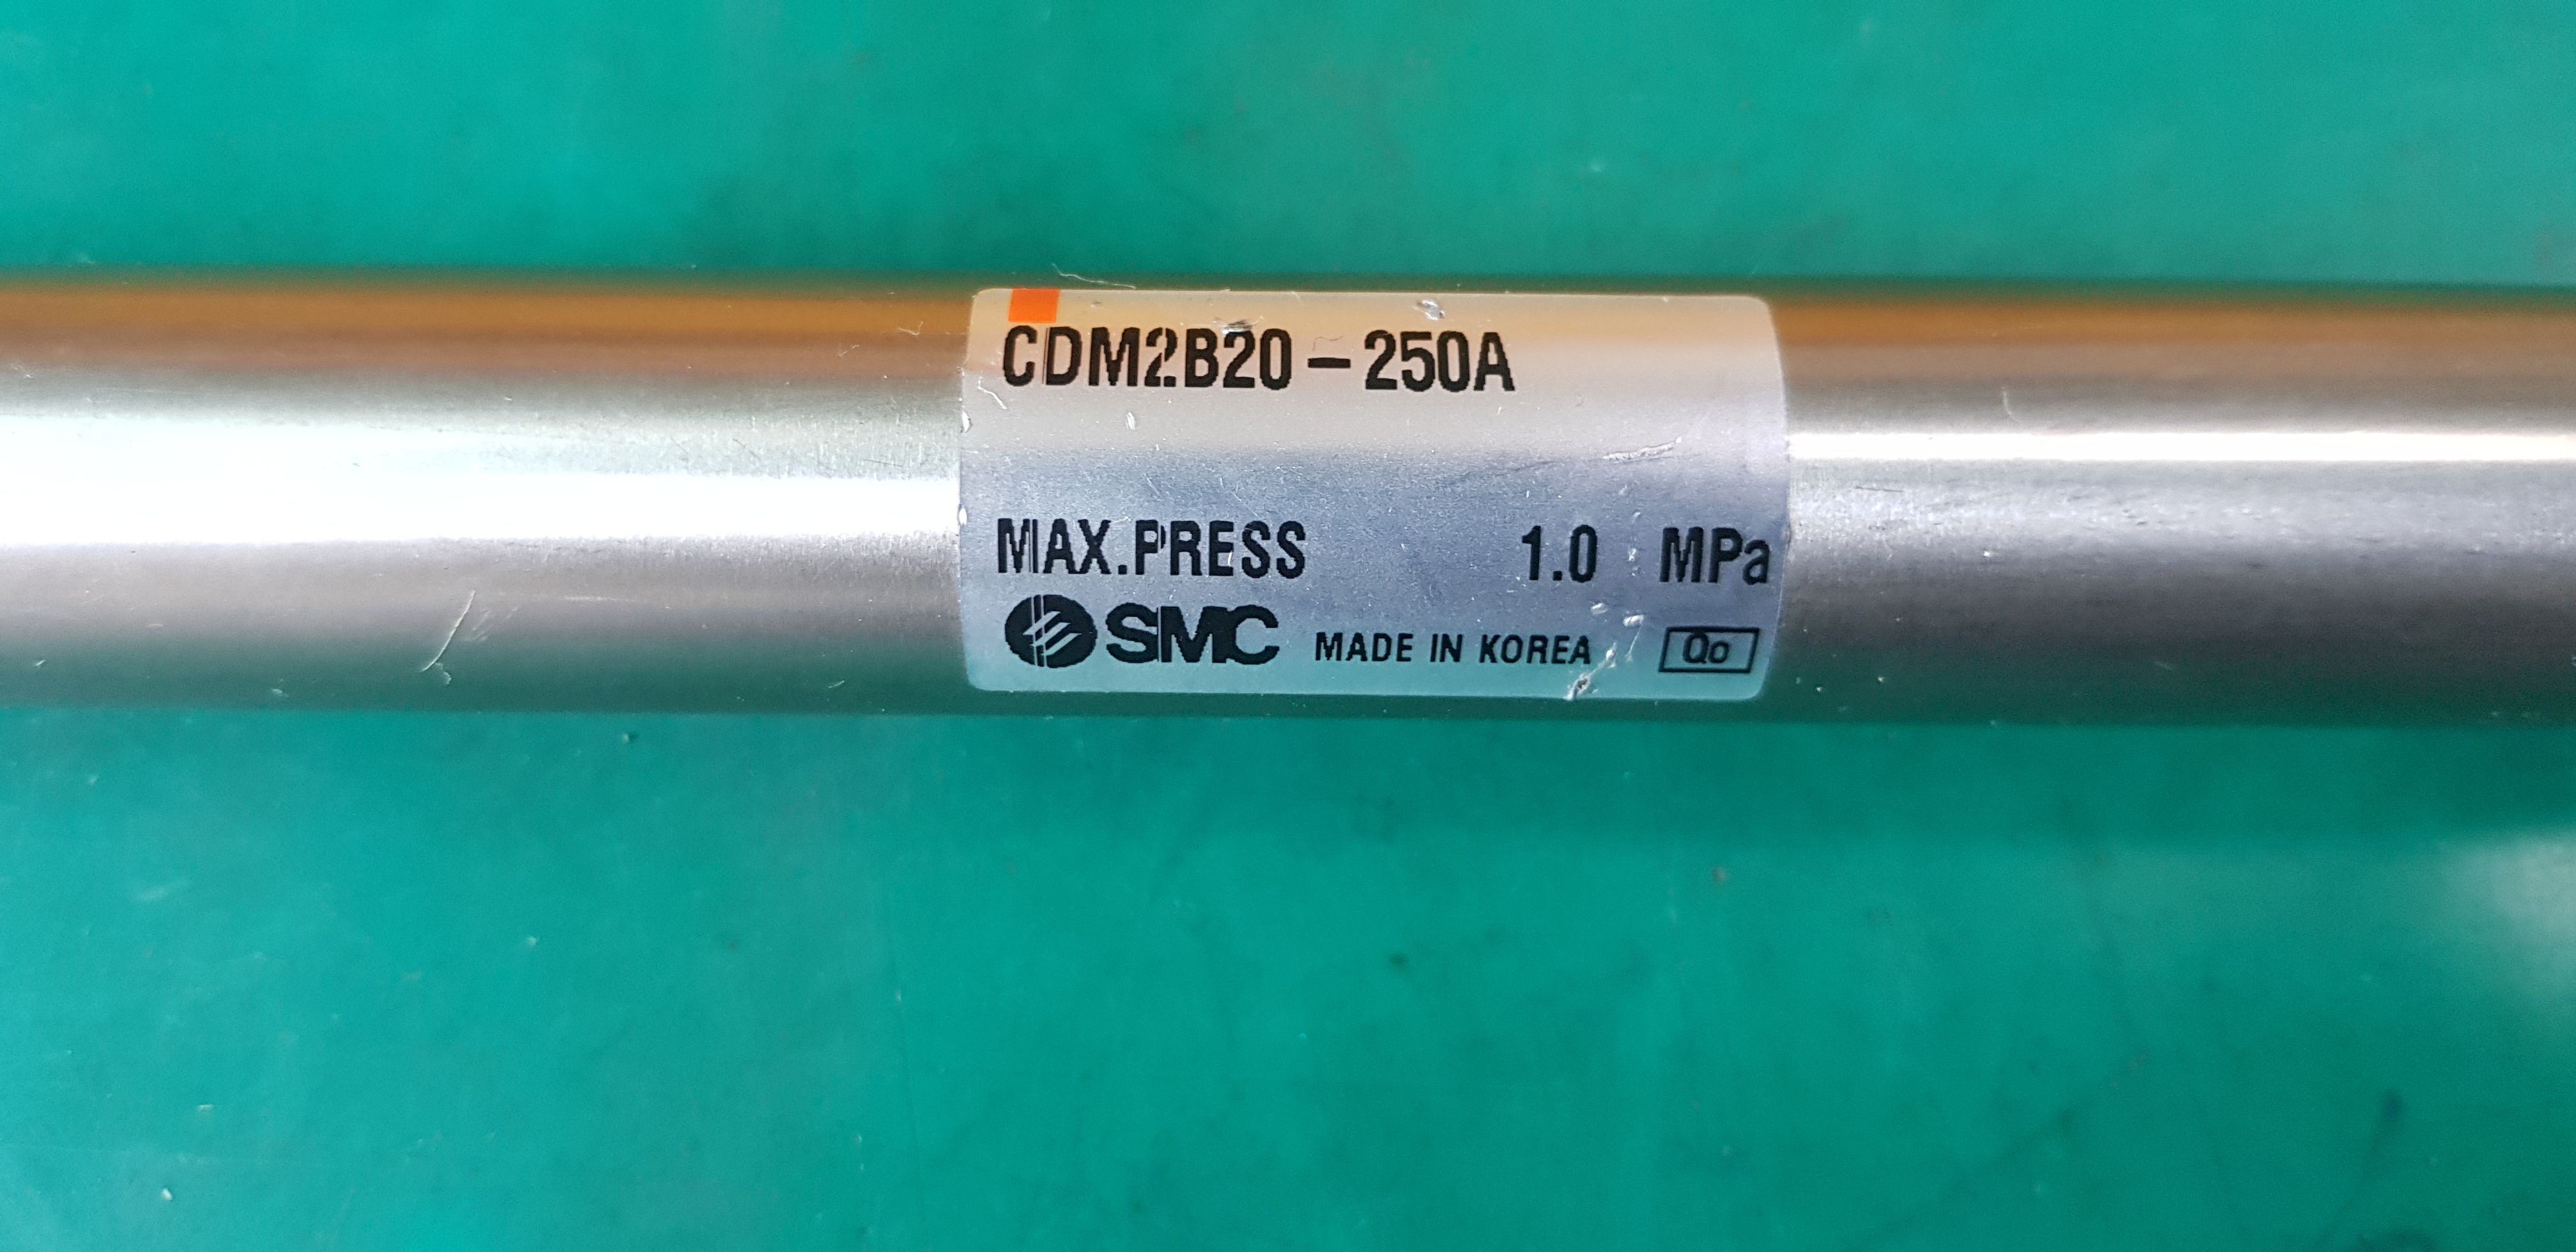 CDM2B20-250A
MAX.PRESS 1.0 MPa
SMC MADE IN KOREA Qo